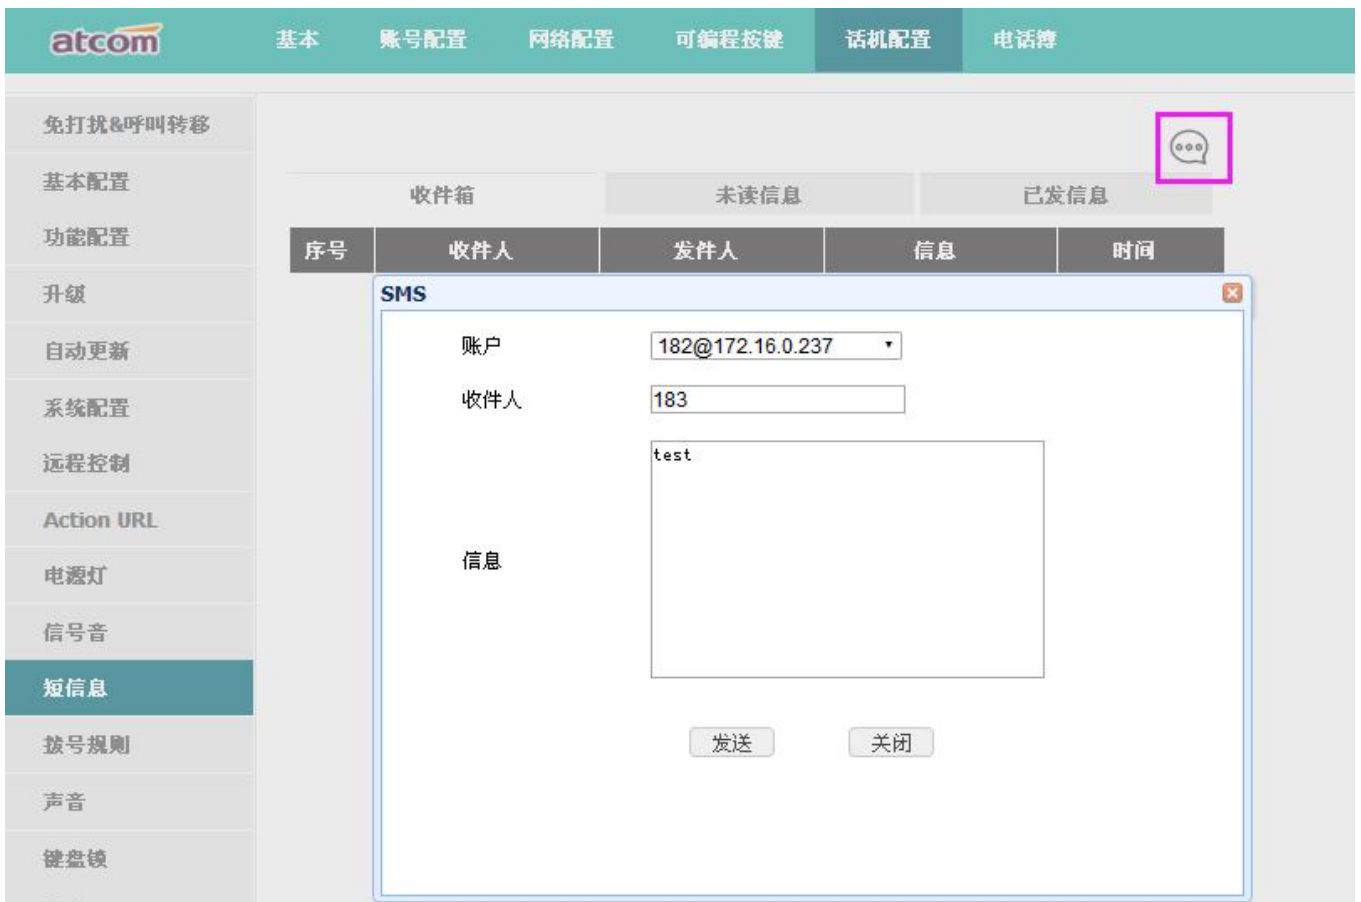 atcom 基本 账号配置 网络配置 可编程按键 话机配置 电话簿
免打扰&呼叫转移
基本配置
收件箱 未读信息 已发信息
功能配置
序号 收件人 发件人 信息 时间
升级
SMS
自动更新
账户 182@172.16.0.237
系统配置
收件人 183
远程控制
test
Action URL
电源灯
信息
信号音
短信息
拨号规则
发送 关闭
声音
键盘锁